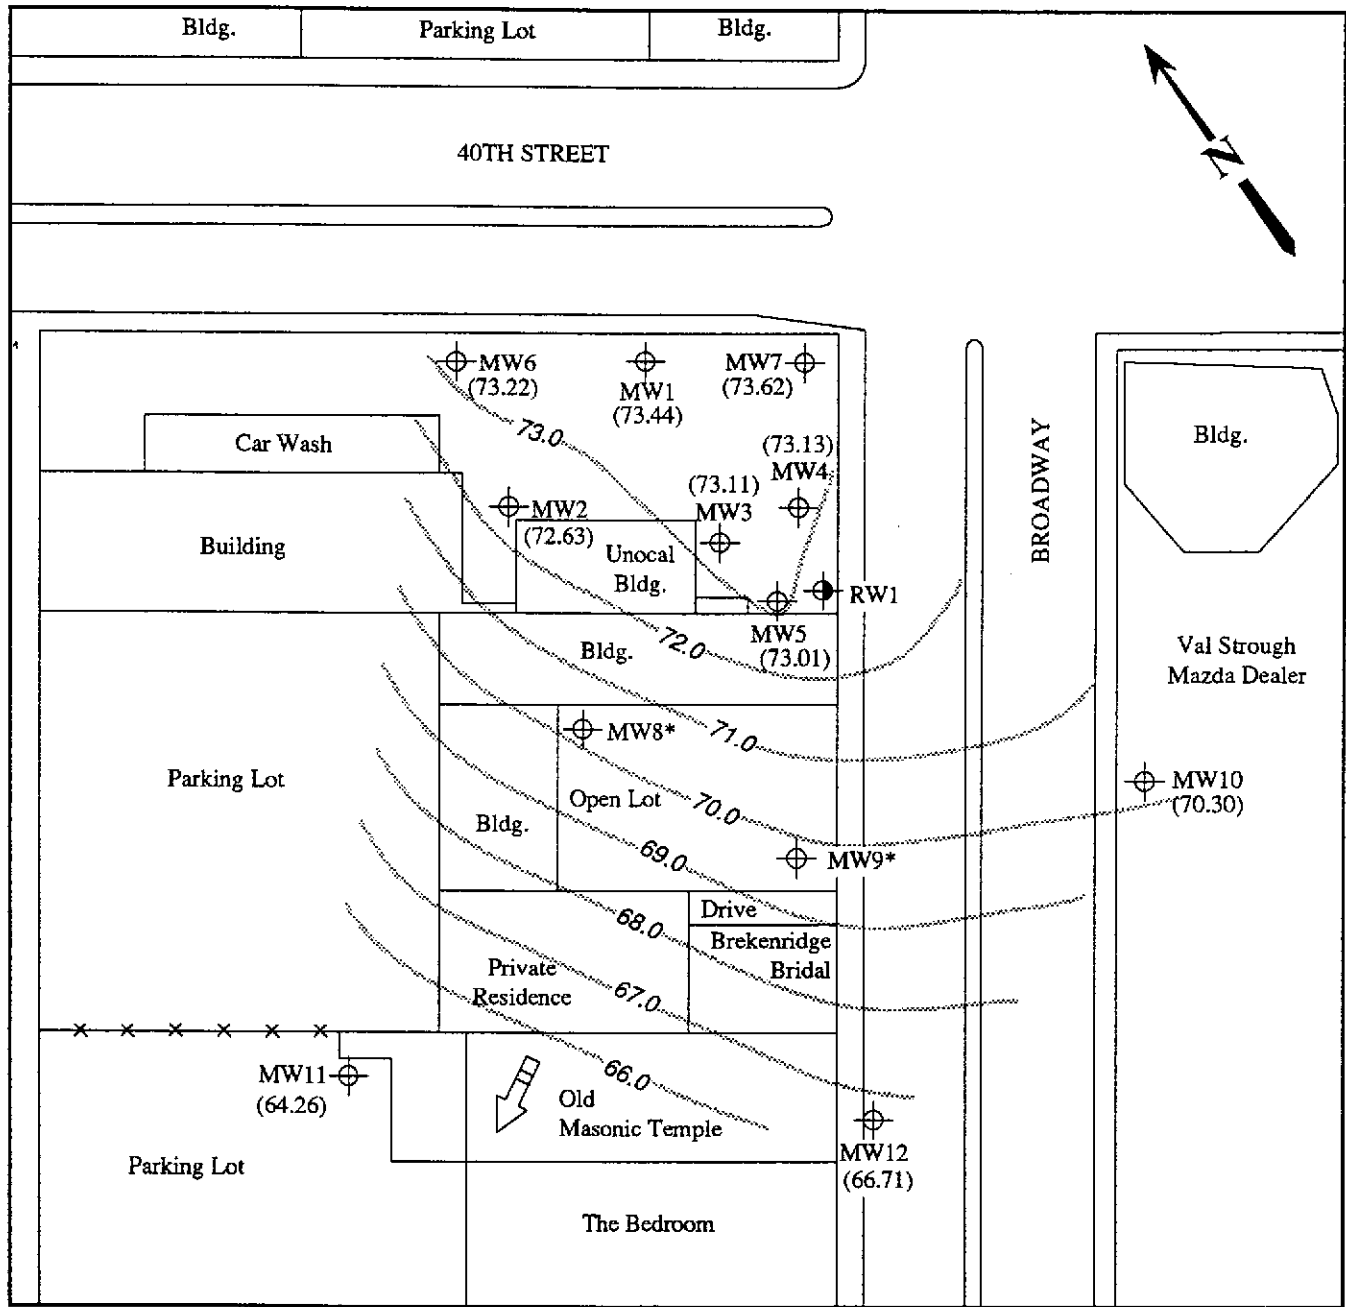 Bldg.
Parking Lot
Bldg.
40TH STREET
N
MW6
(73.22)
MW1
(73.44)
MW7
(73.62)
73.0
Car Wash
(73.13)
MW4
(73.11)
MW3
MW2
(72.63)
Building
Unocal
Bldg.
RW1
MW5
(73.01)
72.0
BROADWAY
Bldg.
Val Strough
Mazda Dealer
Bldg.
71.0
MW8*
Parking Lot
Open Lot
70.0
MW10
(70.30)
Bldg.
69.0
MW9*
68.0
Drive
Brekenridge
Bridal
Private
Residence
67.0
66.0
MW11
(64.26)
Old
Masonic Temple
MW12
(66.71)
Parking Lot
The Bedroom